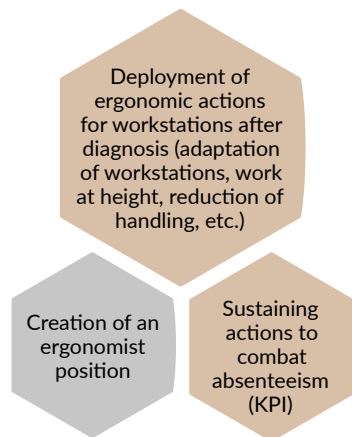 Deployment of
ergonomic actions
for workstations after
diagnosis (adaptation
of workstations, work
at height, reduction of
handling, etc.)
Creation of an
ergonomist
position
Sustaining
actions to
combat
absenteeism
(KPI)